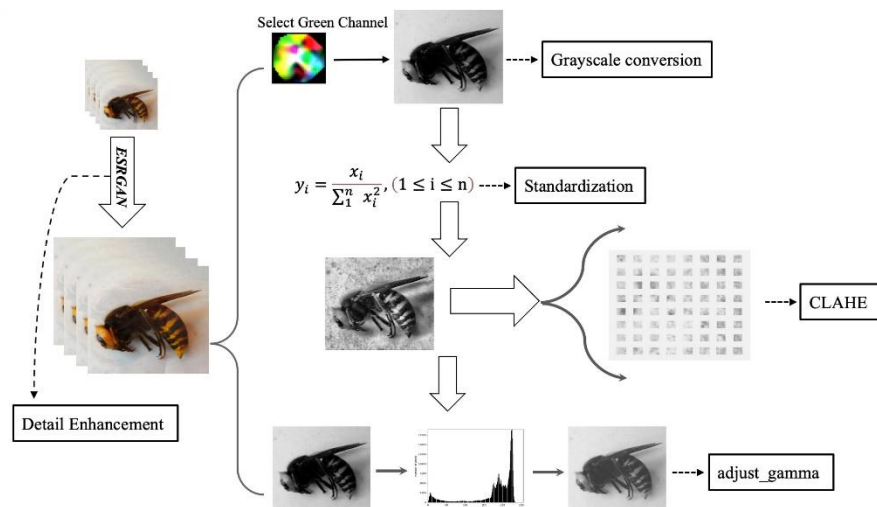 Select Green Channel
Grayscale conversion
ESRGAN
yᵢ = xᵢ / ∑₁ⁿ xᵢ², (1 ≤ i ≤ n)
Standardization
CLAHE
Detail Enhancement
adjust_gamma